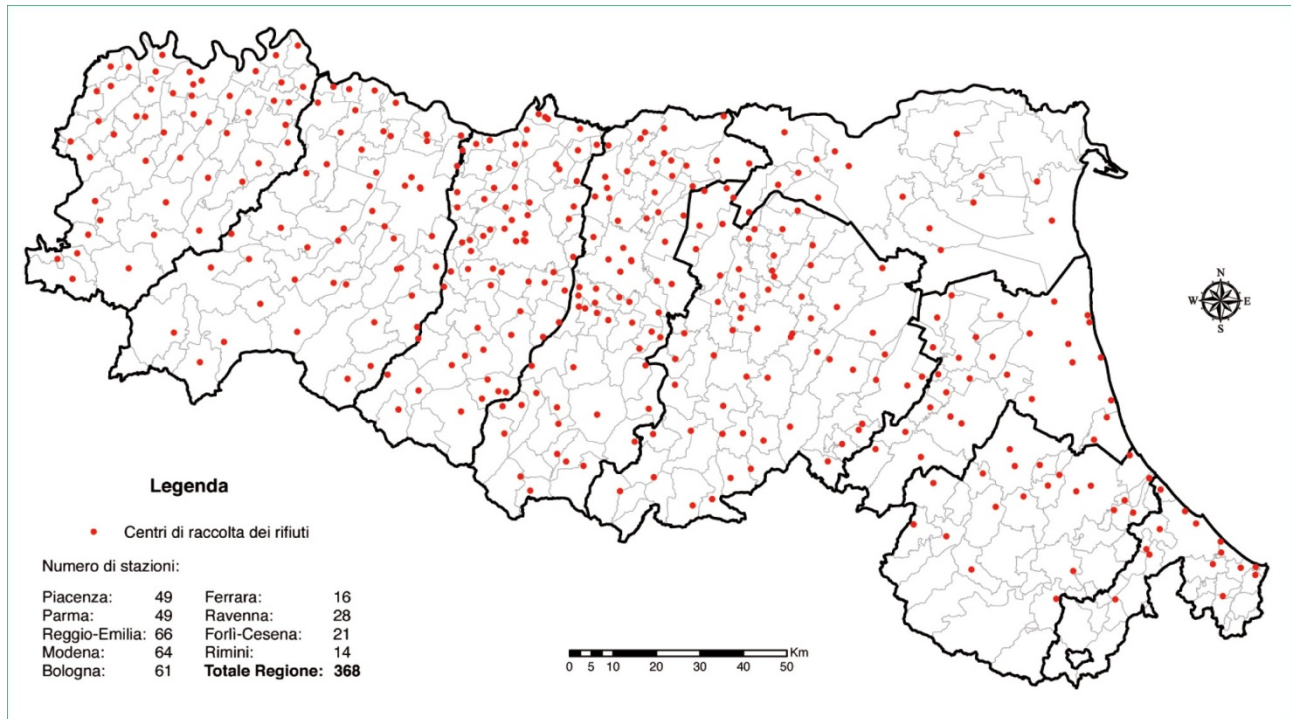 N
W E
S
Legenda
Centri di raccolta dei rifiuti
Numero di stazioni:
Piacenza: 49 Ferrara: 16
Parma: 49 Ravenna: 28
Reggio-Emilia: 66 Forlì-Cesena: 21
Modena: 64 Rimini: 14
Bologna: 61 Totale Regione: 368
Km
0 5 10 20 30 40 50